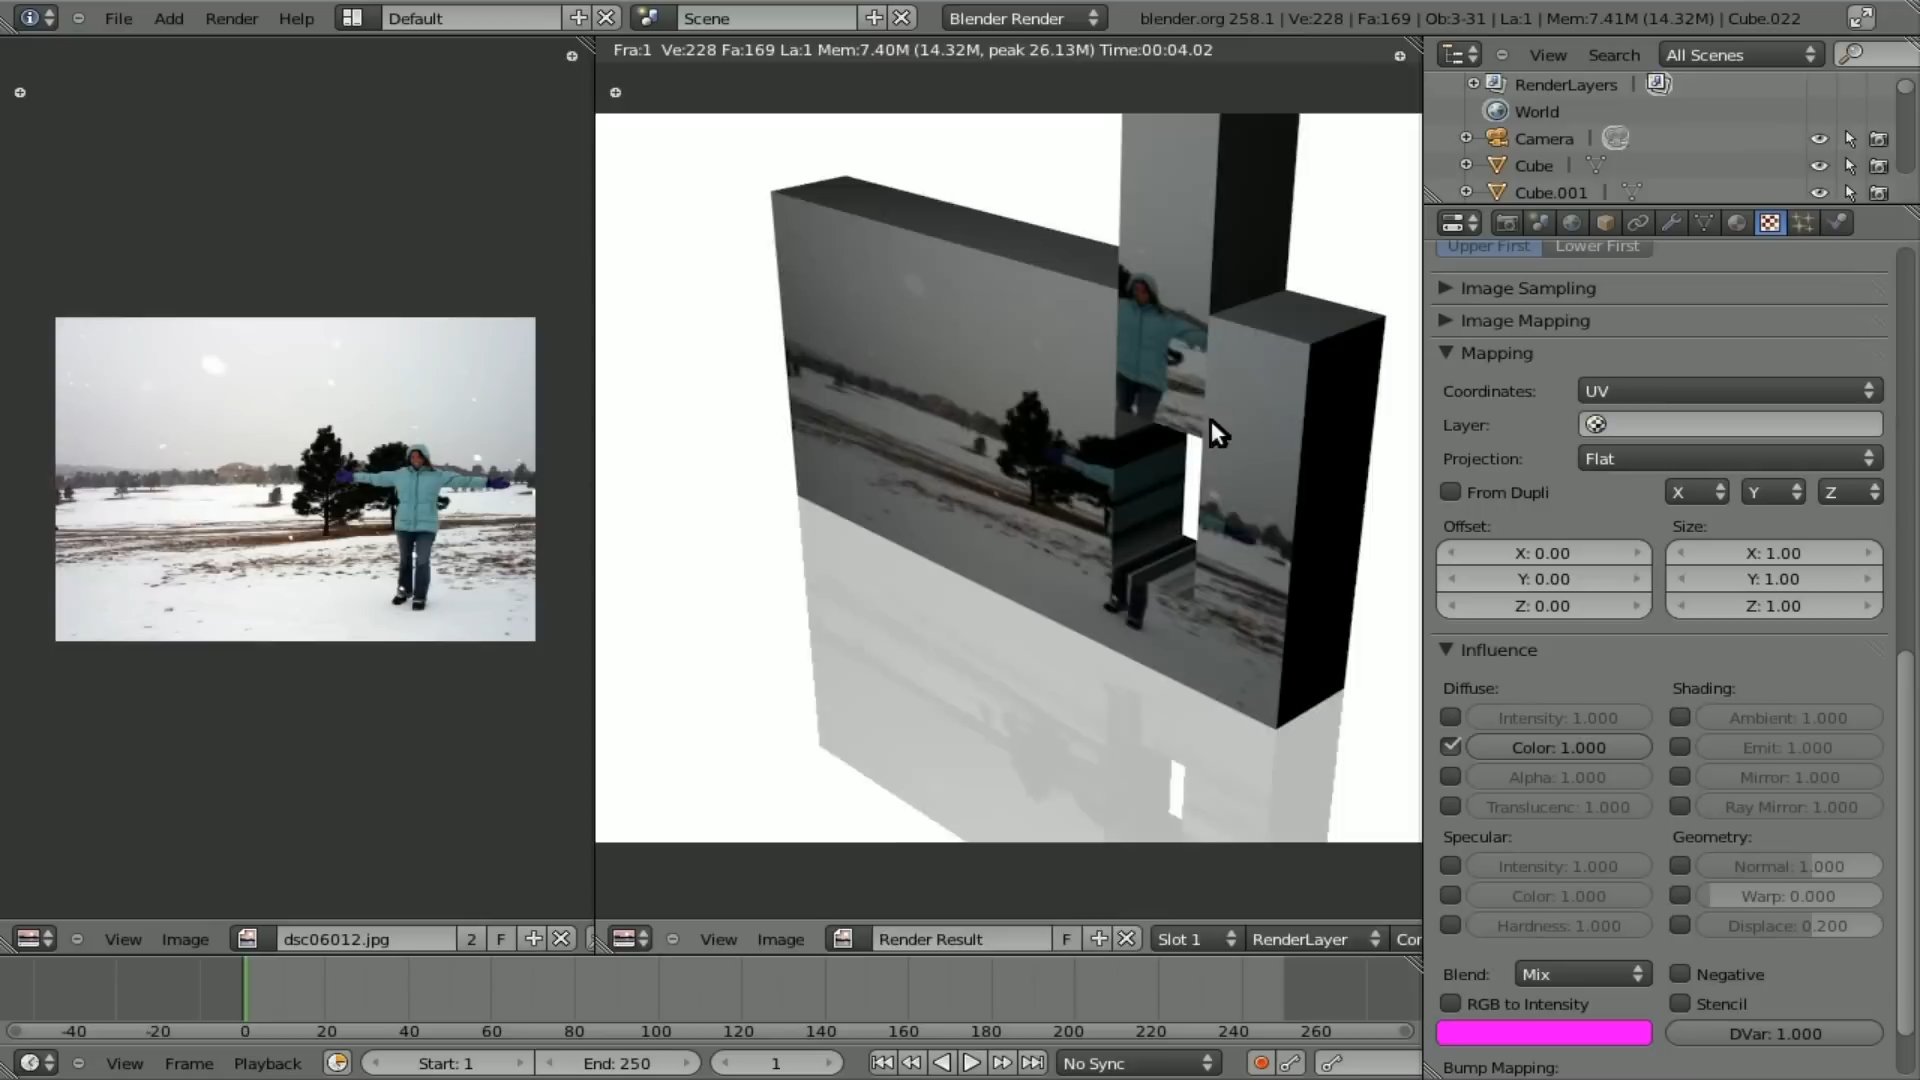 File Add Render Help Default Scene Blender Render blender.org 258.1 | Ve:228 | Fa:169 | Ob:3-31 | La:1 | Mem:7.41M (14.32M) | Cube.022
Fra:1 Ve:228 Fa:169 La:1 Mem:7.40M (14.32M, peak 26.13M) Time:00:04.02
View Search All Scenes
RenderLayers |
World
Camera |
Cube |
Cube.001 |
Upper First Lower First
Image Sampling
Image Mapping
Mapping
Coordinates: UV
Layer:
Projection: Flat
From Dupli X Y Z
Offset: Size:
X: 0.00 X: 1.00
Y: 0.00 Y: 1.00
Z: 0.00 Z: 1.00
Influence
Diffuse: Shading:
Intensity: 1.000 Ambient: 1.000
Color: 1.000 Emit: 1.000
Alpha: 1.000 Mirror: 1.000
Translucenc: 1.000 Ray Mirror: 1.000
Specular: Geometry:
Intensity: 1.000 Normal: 1.000
Color: 1.000 Warp: 0.000
Hardness: 1.000 Displace: 0.200
Blend: Mix Negative
RGB to Intensity Stencil
DVar: 1.000
Bump Mapping:
View Image dsc06012.jpg 2 F View Image Render Result F Slot 1 RenderLayer Cor
-40 -20 0 20 40 60 80 100 120 140 160 180 200 220 240 260
View Frame Playback Start: 1 End: 250 1 No Sync